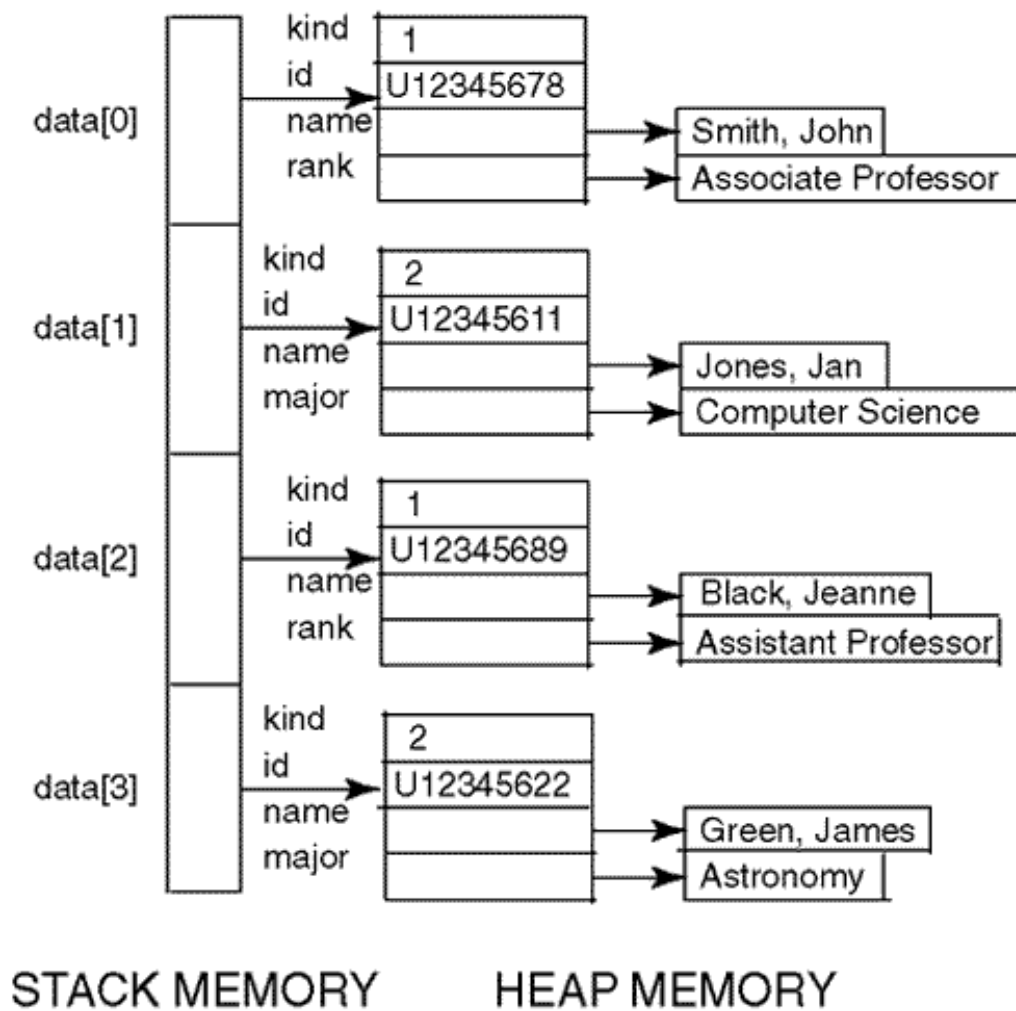 kind 1
id U12345678
data[0]
name Smith, John
rank Associate Professor
kind 2
id U12345611
data[1]
name Jones, Jan
major Computer Science
kind 1
id U12345689
data[2]
name Black, Jeanne
rank Assistant Professor
kind 2
id U12345622
data[3]
name Green, James
major Astronomy
STACK MEMORY HEAP MEMORY